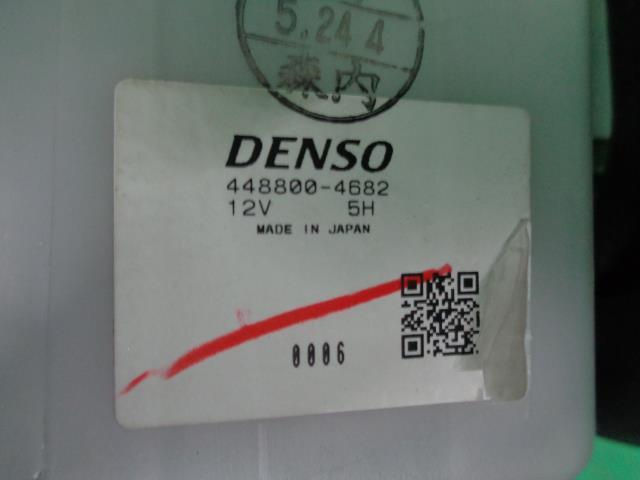 5.24 4
森内
DENSO
448800-4682
12V 5H
MADE IN JAPAN
0006